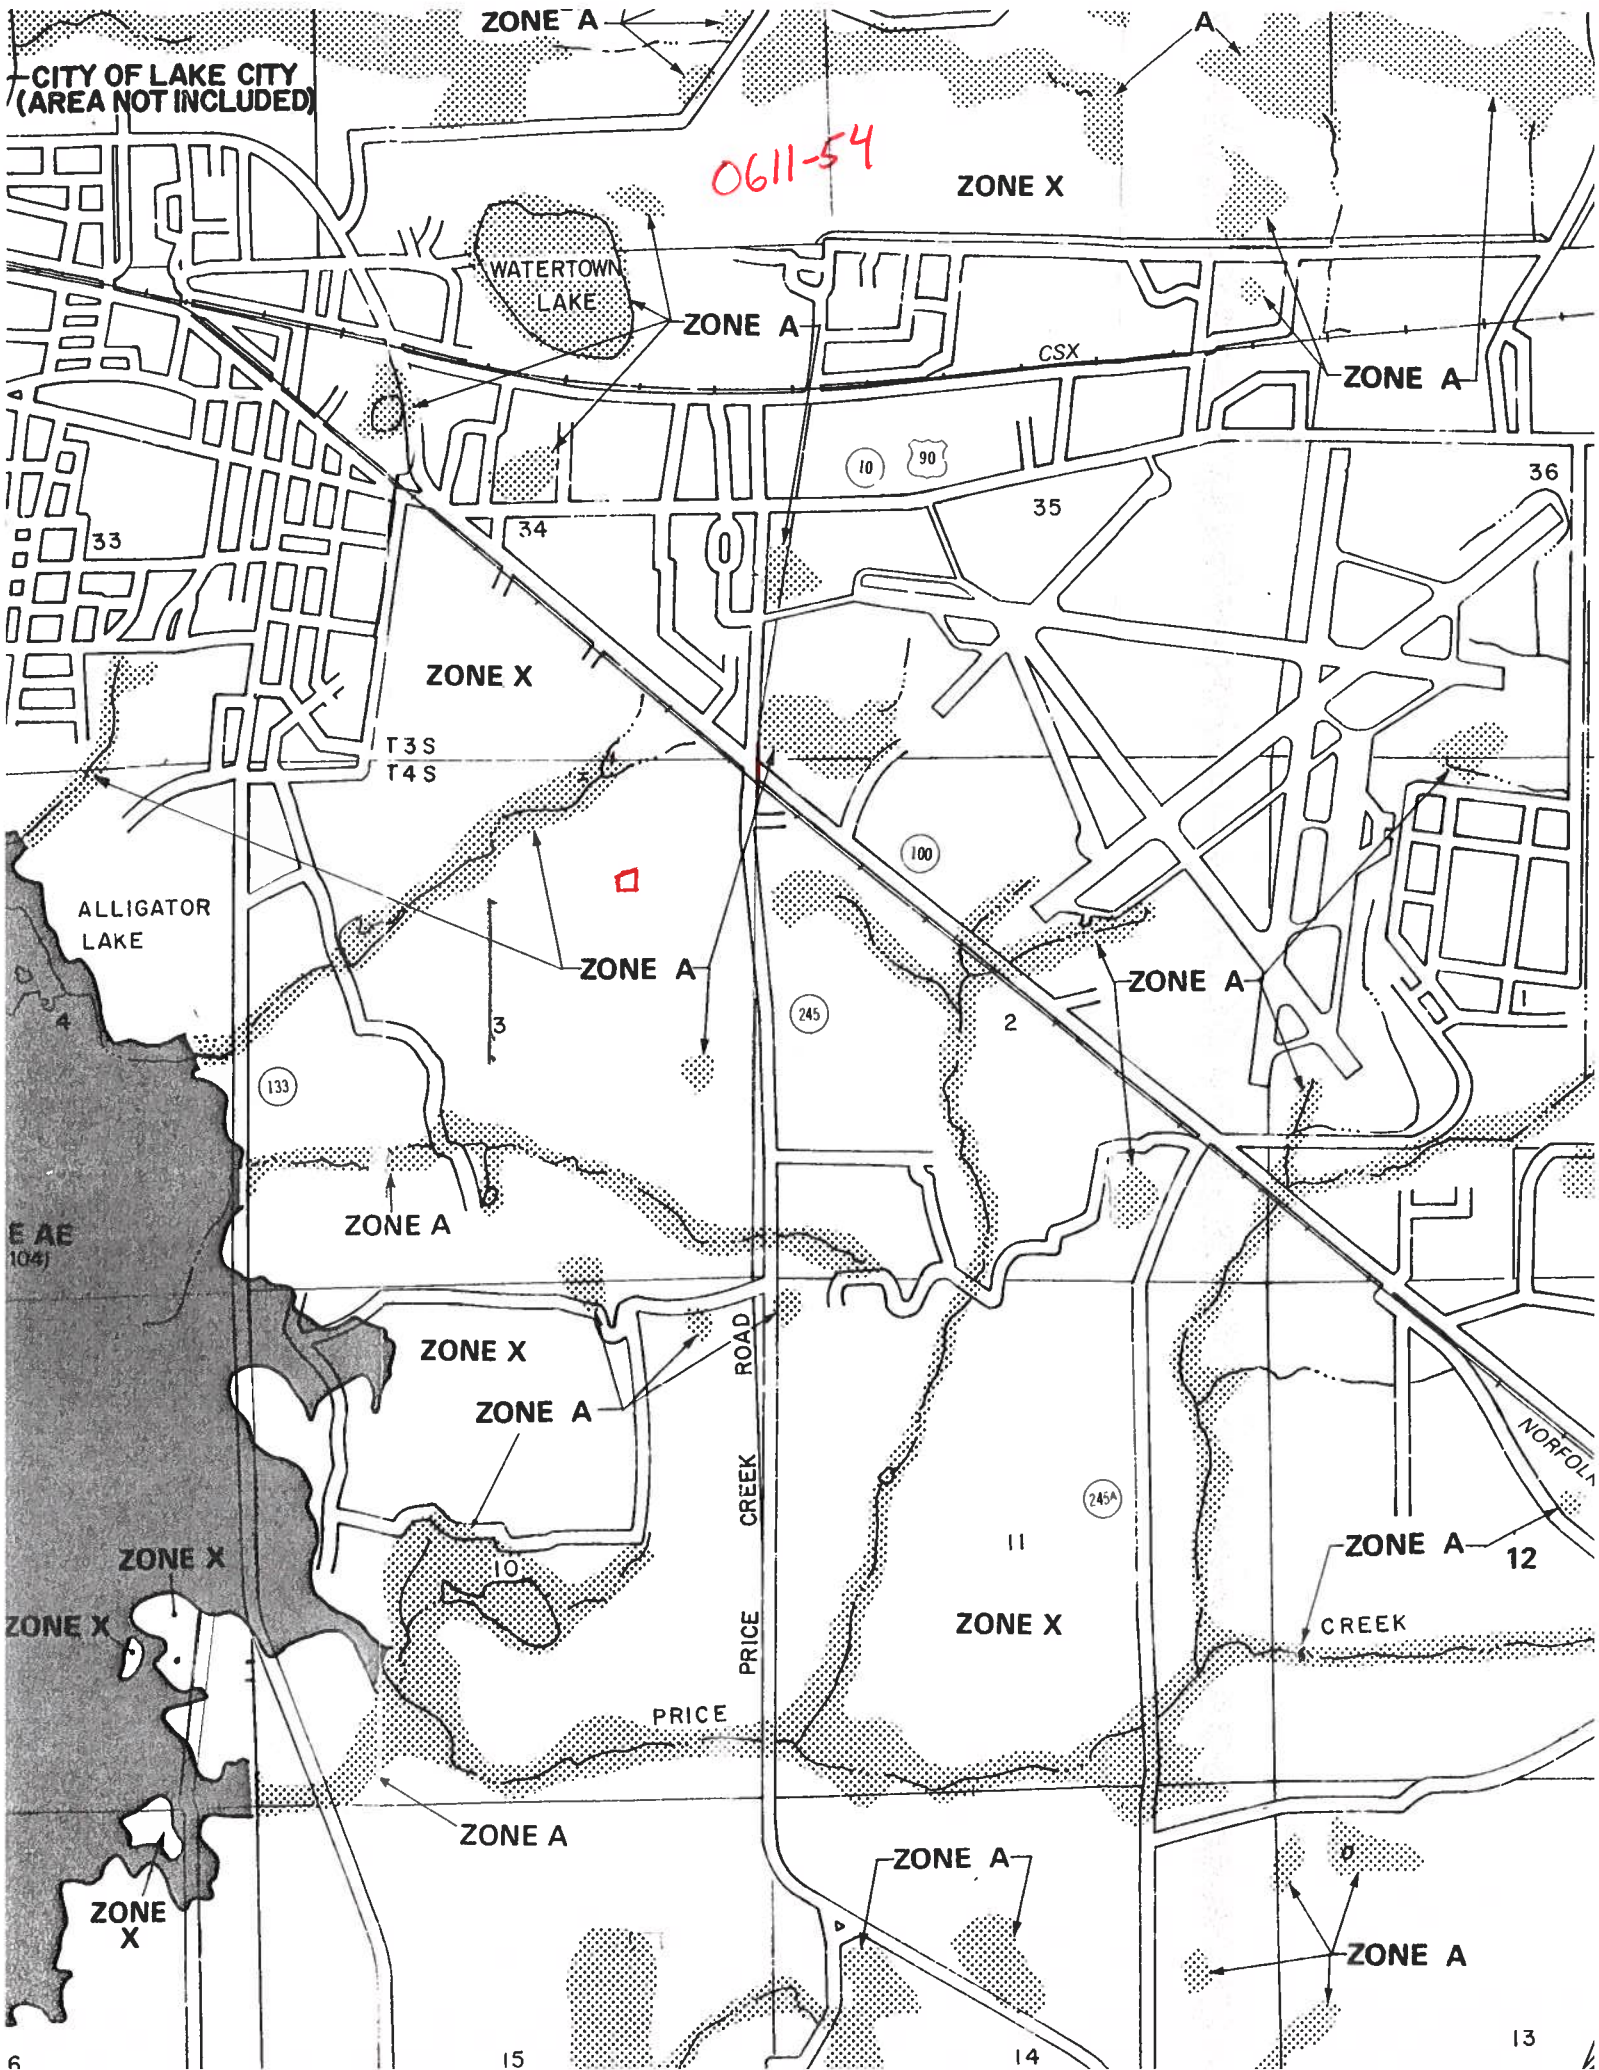 ZONE A
A
CITY OF LAKE CITY
(AREA NOT INCLUDED)
0611-54
ZONE X
WATERTOWN
LAKE
ZONE A
CSX
ZONE A
10
90
36
35
34
33
ZONE X
T3S
T4S
100
ALLIGATOR
LAKE
ZONE A
ZONE A
245
4
3
2
1
133
ZONE A
E AE
104)
ZONE X
ROAD
ZONE A
NORFOLK
CREEK
245A
11
ZONE A
12
ZONE X
10
ZONE X
ZONE X
CREEK
PRICE
PRICE
ZONE A
ZONE A
ZONE
X
ZONE A
13
6
15
14